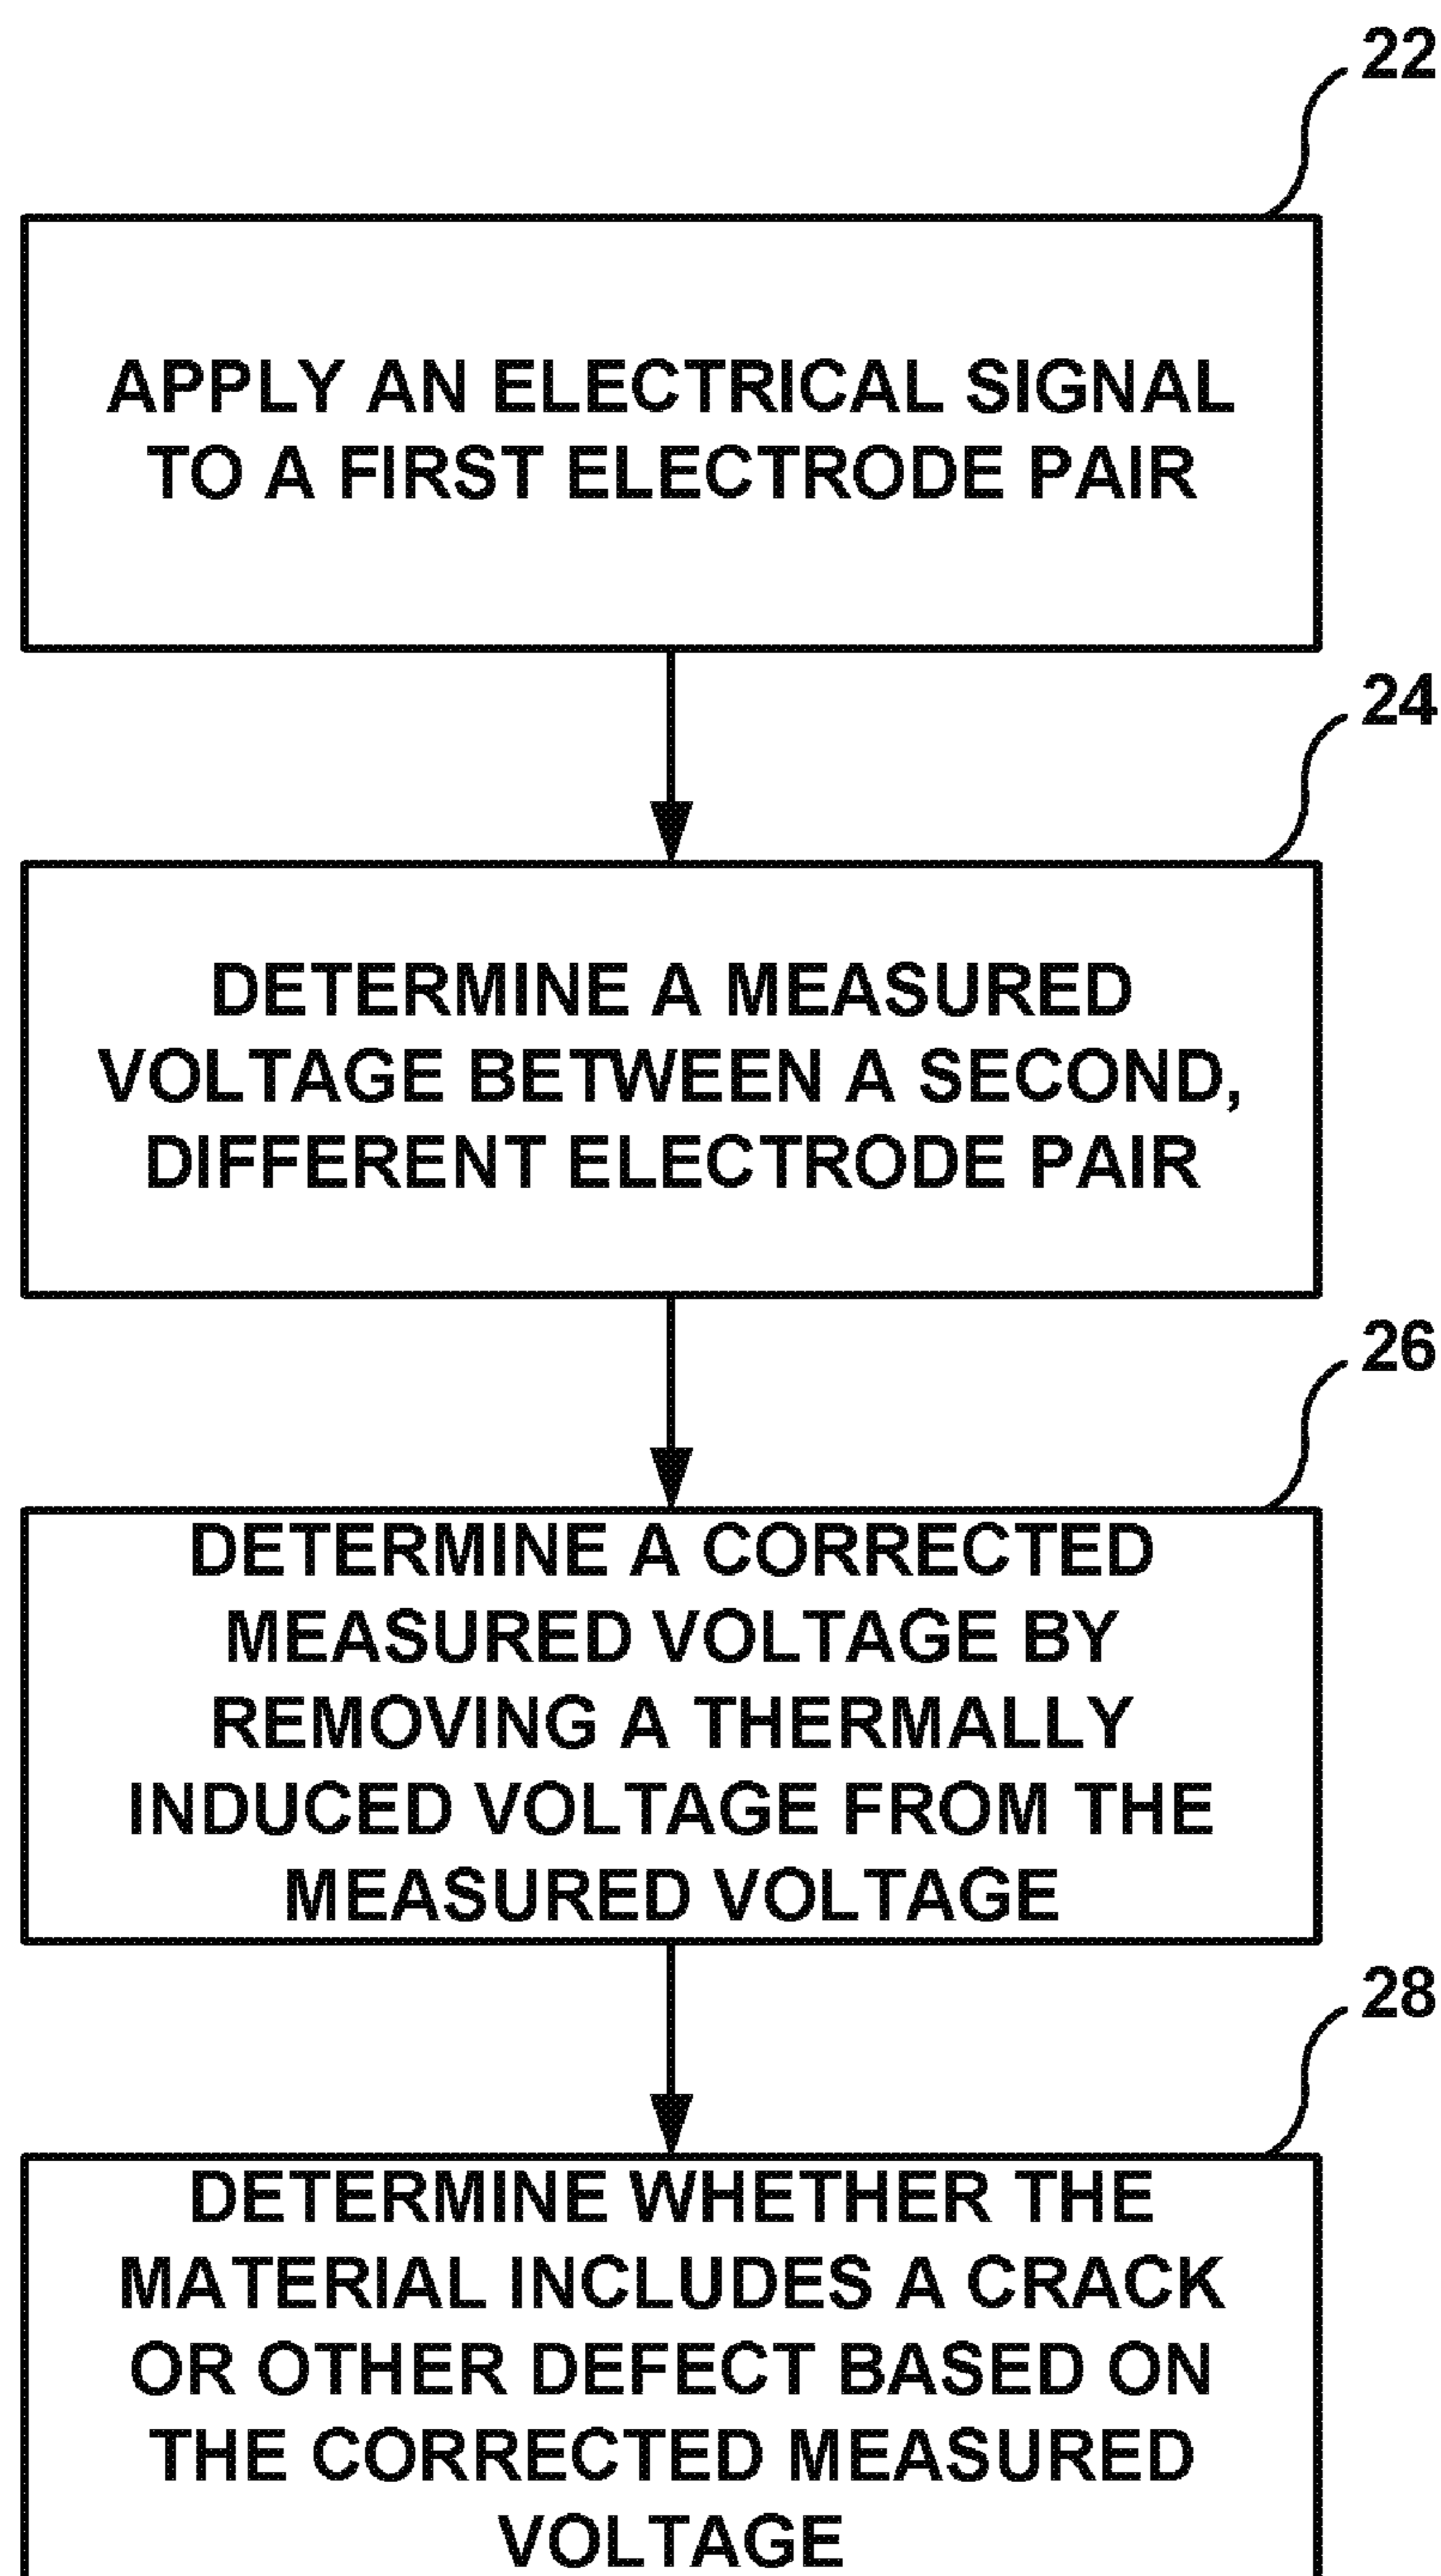 22
APPLY AN ELECTRICAL SIGNAL
TO A FIRST ELECTRODE PAIR
24
DETERMINE A MEASURED
VOLTAGE BETWEEN A SECOND,
DIFFERENT ELECTRODE PAIR
26
DETERMINE A CORRECTED
MEASURED VOLTAGE BY
REMOVING A THERMALLY
INDUCED VOLTAGE FROM THE
MEASURED VOLTAGE
28
DETERMINE WHETHER THE
MATERIAL INCLUDES A CRACK
OR OTHER DEFECT BASED ON
THE CORRECTED MEASURED
VOLTAGE